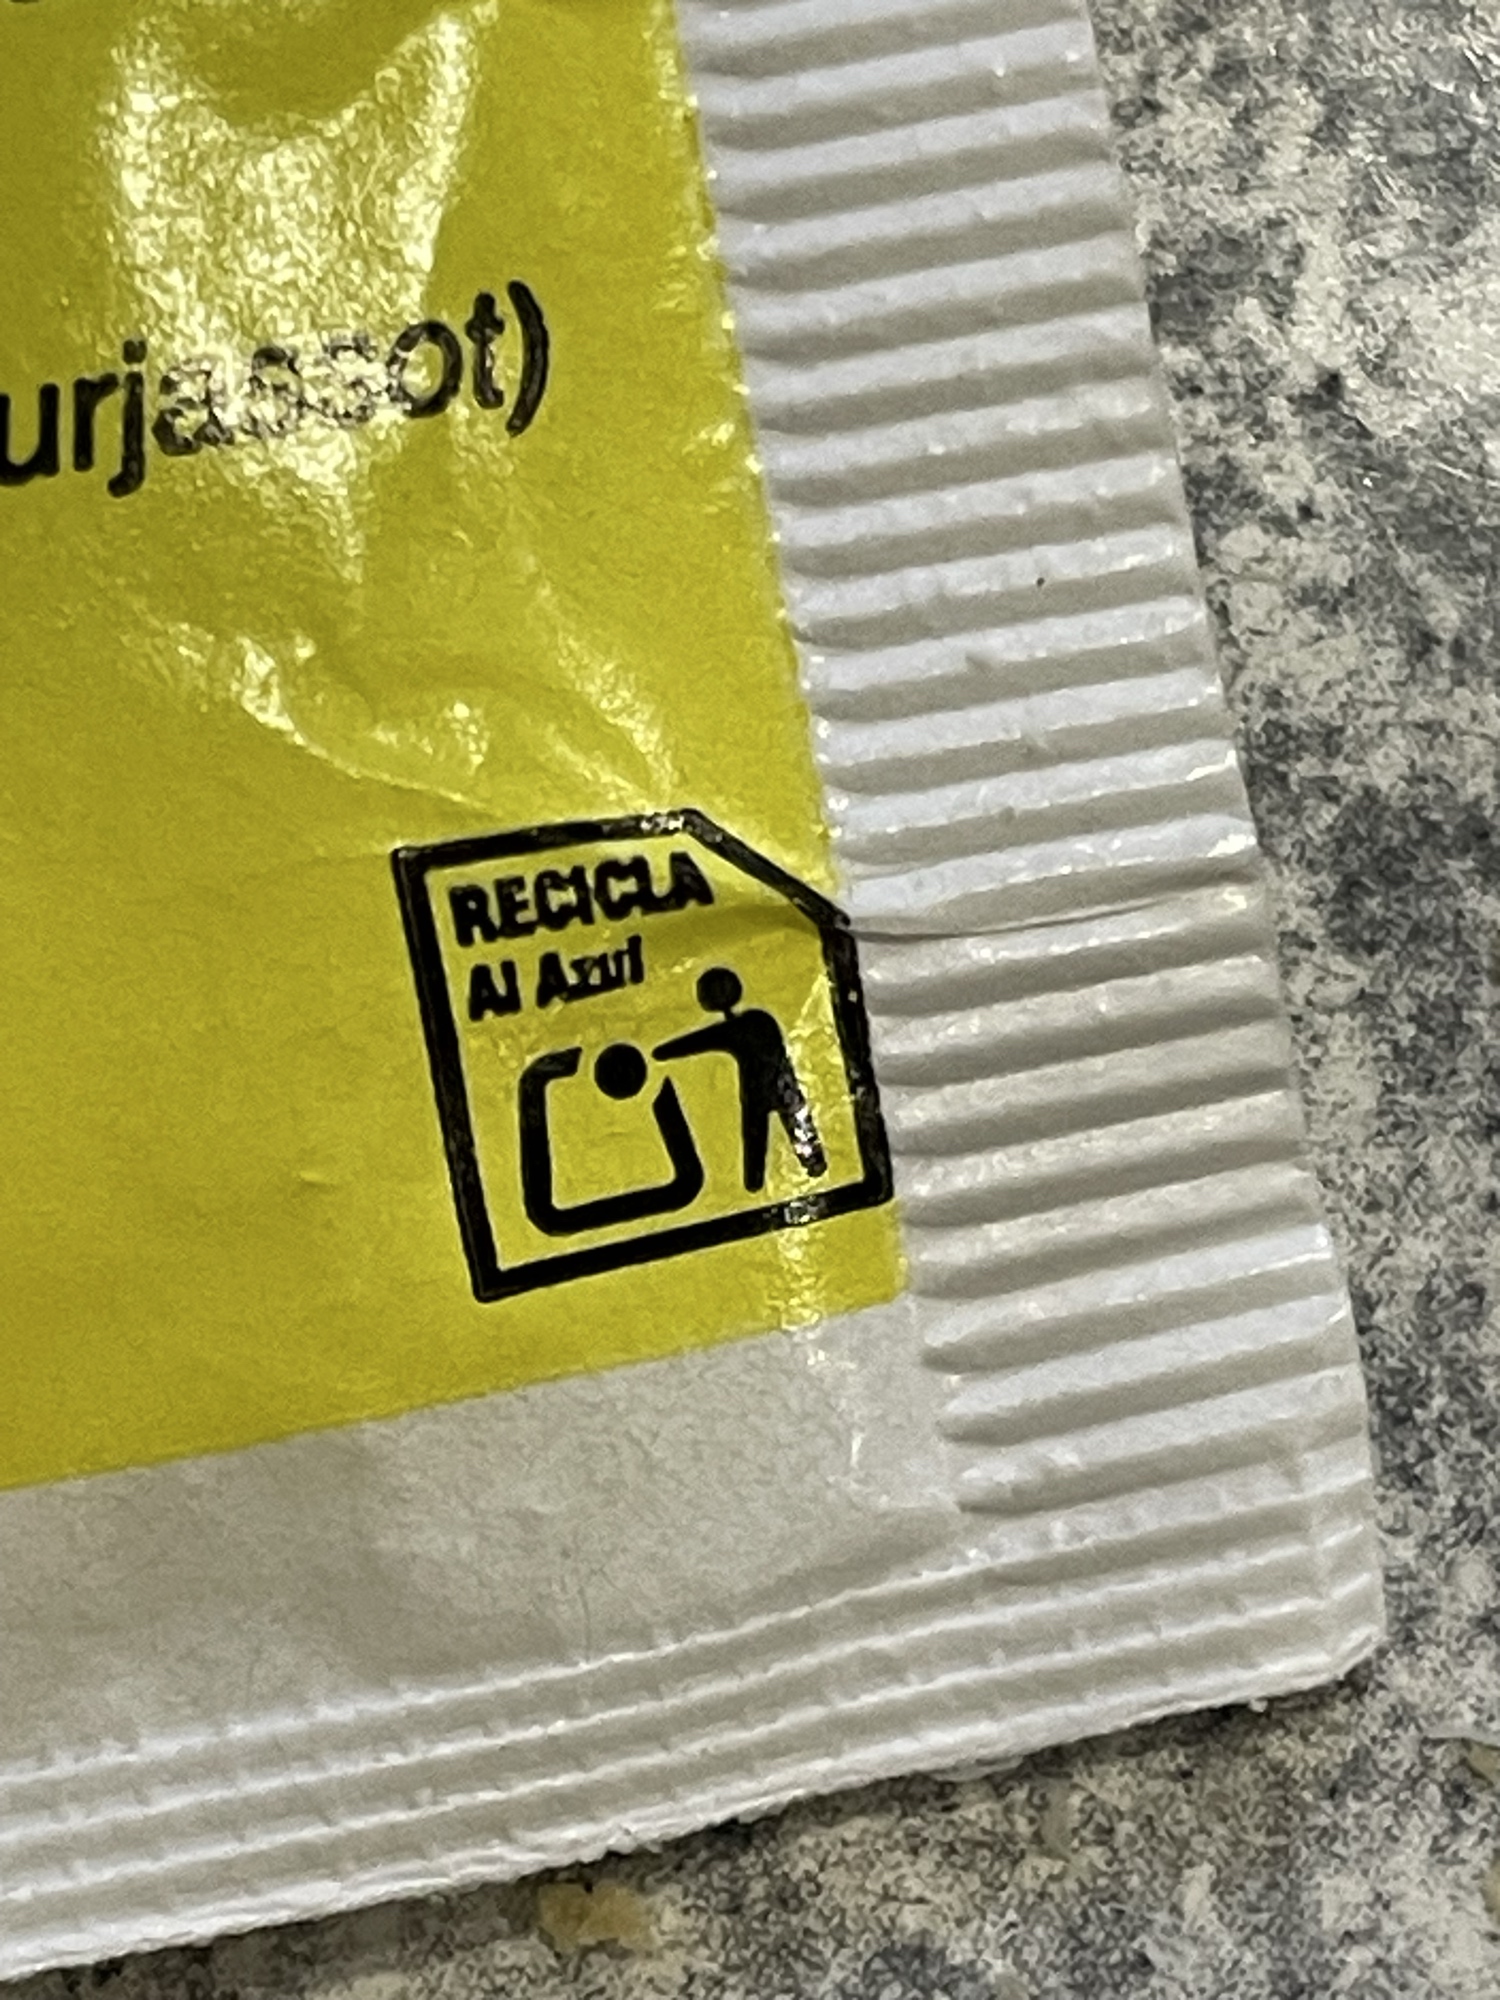 urjassot)
RECICLA
Al Azul